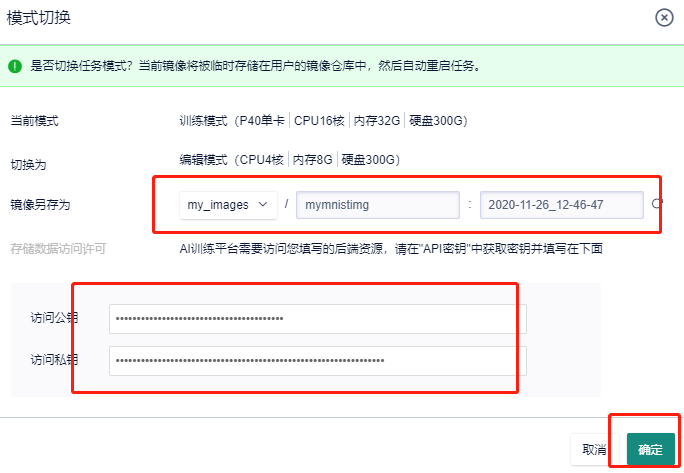 模式切换
是否切换任务模式？当前镜像将被临时存储在用户的镜像仓库中，然后自动重启任务。
当前模式 训练模式（P40单卡 | CPU16核 | 内存32G | 硬盘300G）
切换为 编辑模式（CPU4核 | 内存8G | 硬盘300G）
镜像另存为 my_images / mymnistimg : 2020-11-26_12-46-47
存储数据访问许可 AI训练平台需要访问您填写的后端资源，请在"API密钥"中获取密钥并填写在下面
访问公钥
访问私钥
取消 确定